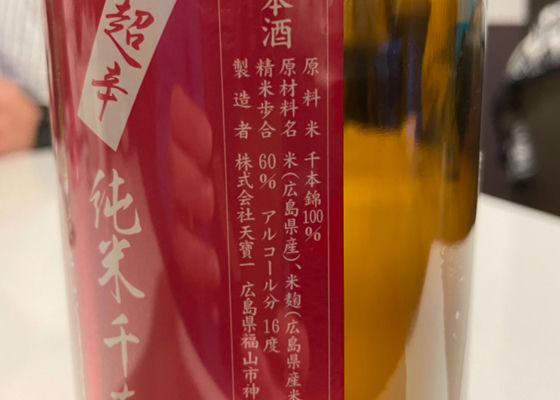 本酒
原料米 千本錦100%
原材料名 米(広島県産)、米麹(広島県産米
精米歩合 60% アルコール分 16度
製造者 株式会社天寶一 広島県福山市神
超辛
純米千本